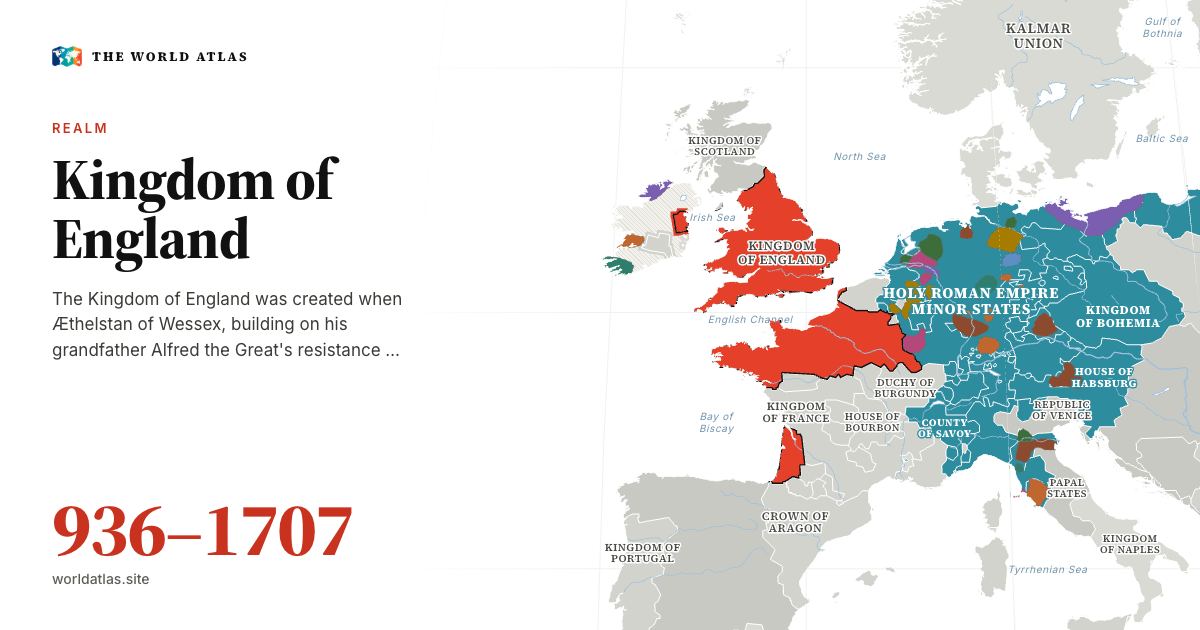 THE WORLD ATLAS
REALM
Kingdom of
England
The Kingdom of England was created when
Æthelstan of Wessex, building on his
grandfather Alfred the Great's resistance ...
936–1707
worldatlas.site
KALMAR
UNION
Gulf of
Bothnia
Baltic Sea
North Sea
KINGDOM OF
SCOTLAND
Irish Sea
KINGDOM
OF ENGLAND
English Channel
HOLY ROMAN EMPIRE
MINOR STATES
KINGDOM
OF BOHEMIA
HOUSE OF
HABSBURG
DUCHY OF
BURGUNDY
KINGDOM
OF FRANCE
HOUSE OF
BOURBON
COUNTY
OF SAVOY
REPUBLIC
OF VENICE
Bay of
Biscay
PAPAL
STATES
CROWN OF
ARAGON
KINGDOM OF
PORTUGAL
KINGDOM
OF NAPLES
Tyrrhenian Sea